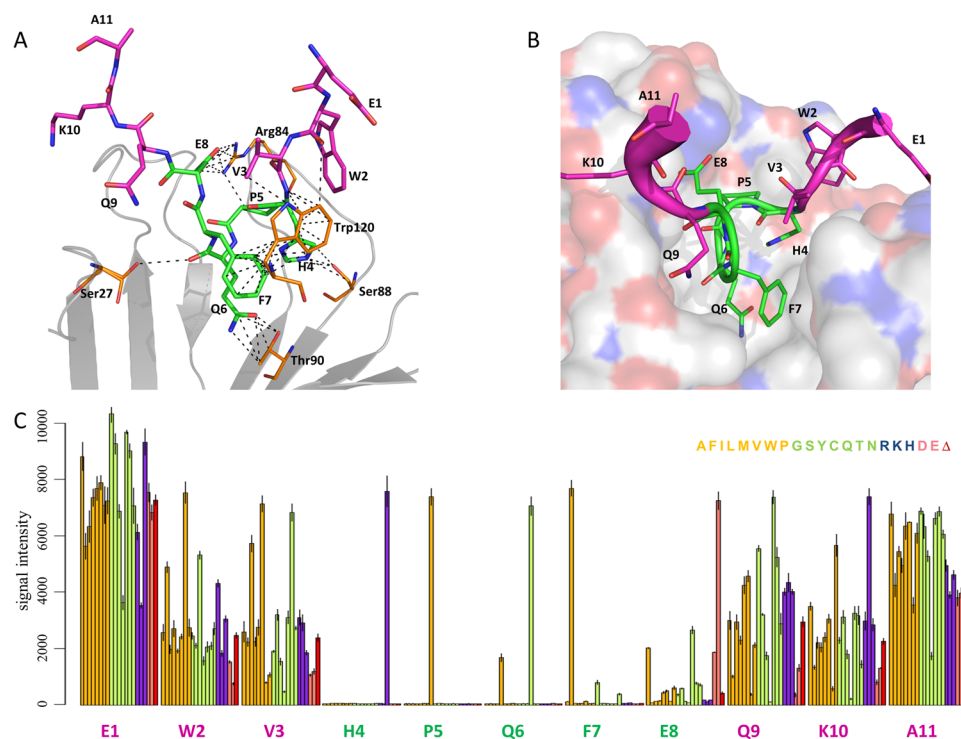 A
A11
E1
K10
E8
Arg84
V3
W2
Q9
P5
Trp120
H4
Ser27
F7
Ser88
Q6
Thr90
B
A11
W2
E1
K10
E8
P5
V3
H4
Q9
Q6
F7
C
10000
8000
6000
4000
2000
0
signal intensity
AFILMVWPGSYCQTNRKHDEΔ
E1 W2 V3 H4 P5 Q6 F7 E8 Q9 K10 A11